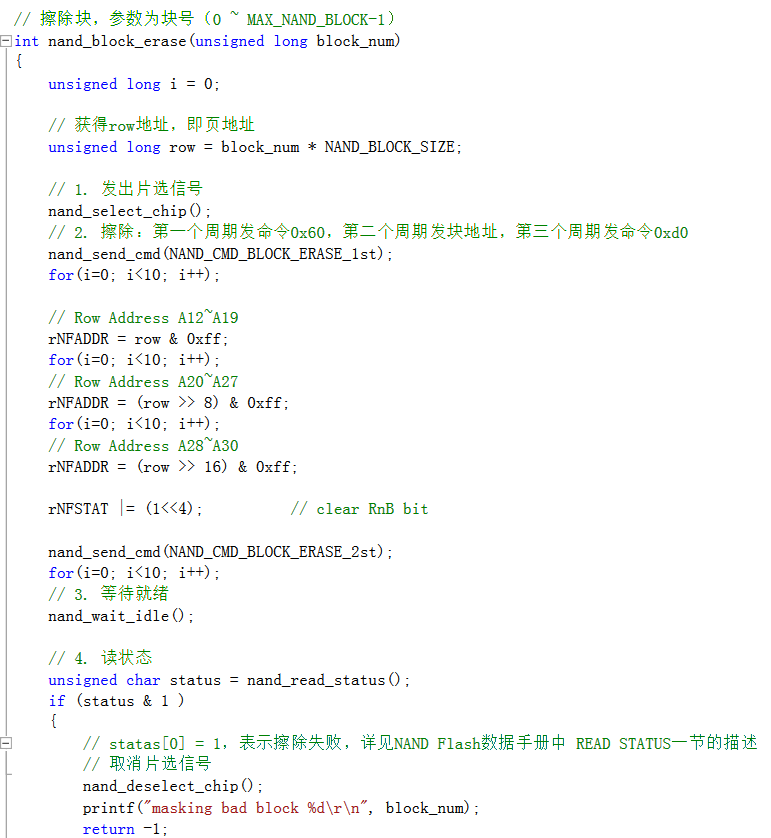 // 擦除块，参数为块号（0 ~ MAX_NAND_BLOCK-1）
int nand_block_erase(unsigned long block_num)
{
unsigned long i = 0;
// 获得row地址，即页地址
unsigned long row = block_num * NAND_BLOCK_SIZE;
// 1. 发出片选信号
nand_select_chip();
// 2. 擦除：第一个周期发命令0x60，第二个周期发块地址，第三个周期发命令0xd0
nand_send_cmd(NAND_CMD_BLOCK_ERASE_1st);
for(i=0; i<10; i++);
// Row Address A12~A19
rNFADDR = row & 0xff;
for(i=0; i<10; i++);
// Row Address A20~A27
rNFADDR = (row >> 8) & 0xff;
for(i=0; i<10; i++);
// Row Address A28~A30
rNFADDR = (row >> 16) & 0xff;
rNFSTAT |= (1<<4); // clear RnB bit
nand_send_cmd(NAND_CMD_BLOCK_ERASE_2st);
for(i=0; i<10; i++);
// 3. 等待就绪
nand_wait_idle();
// 4. 读状态
unsigned char status = nand_read_status();
if (status & 1 )
{
// statas[0] = 1，表示擦除失败，详见NAND Flash数据手册中 READ STATUS一节的描述
// 取消片选信号
nand_deselect_chip();
printf("masking bad block %d\r\n", block_num);
return -1;